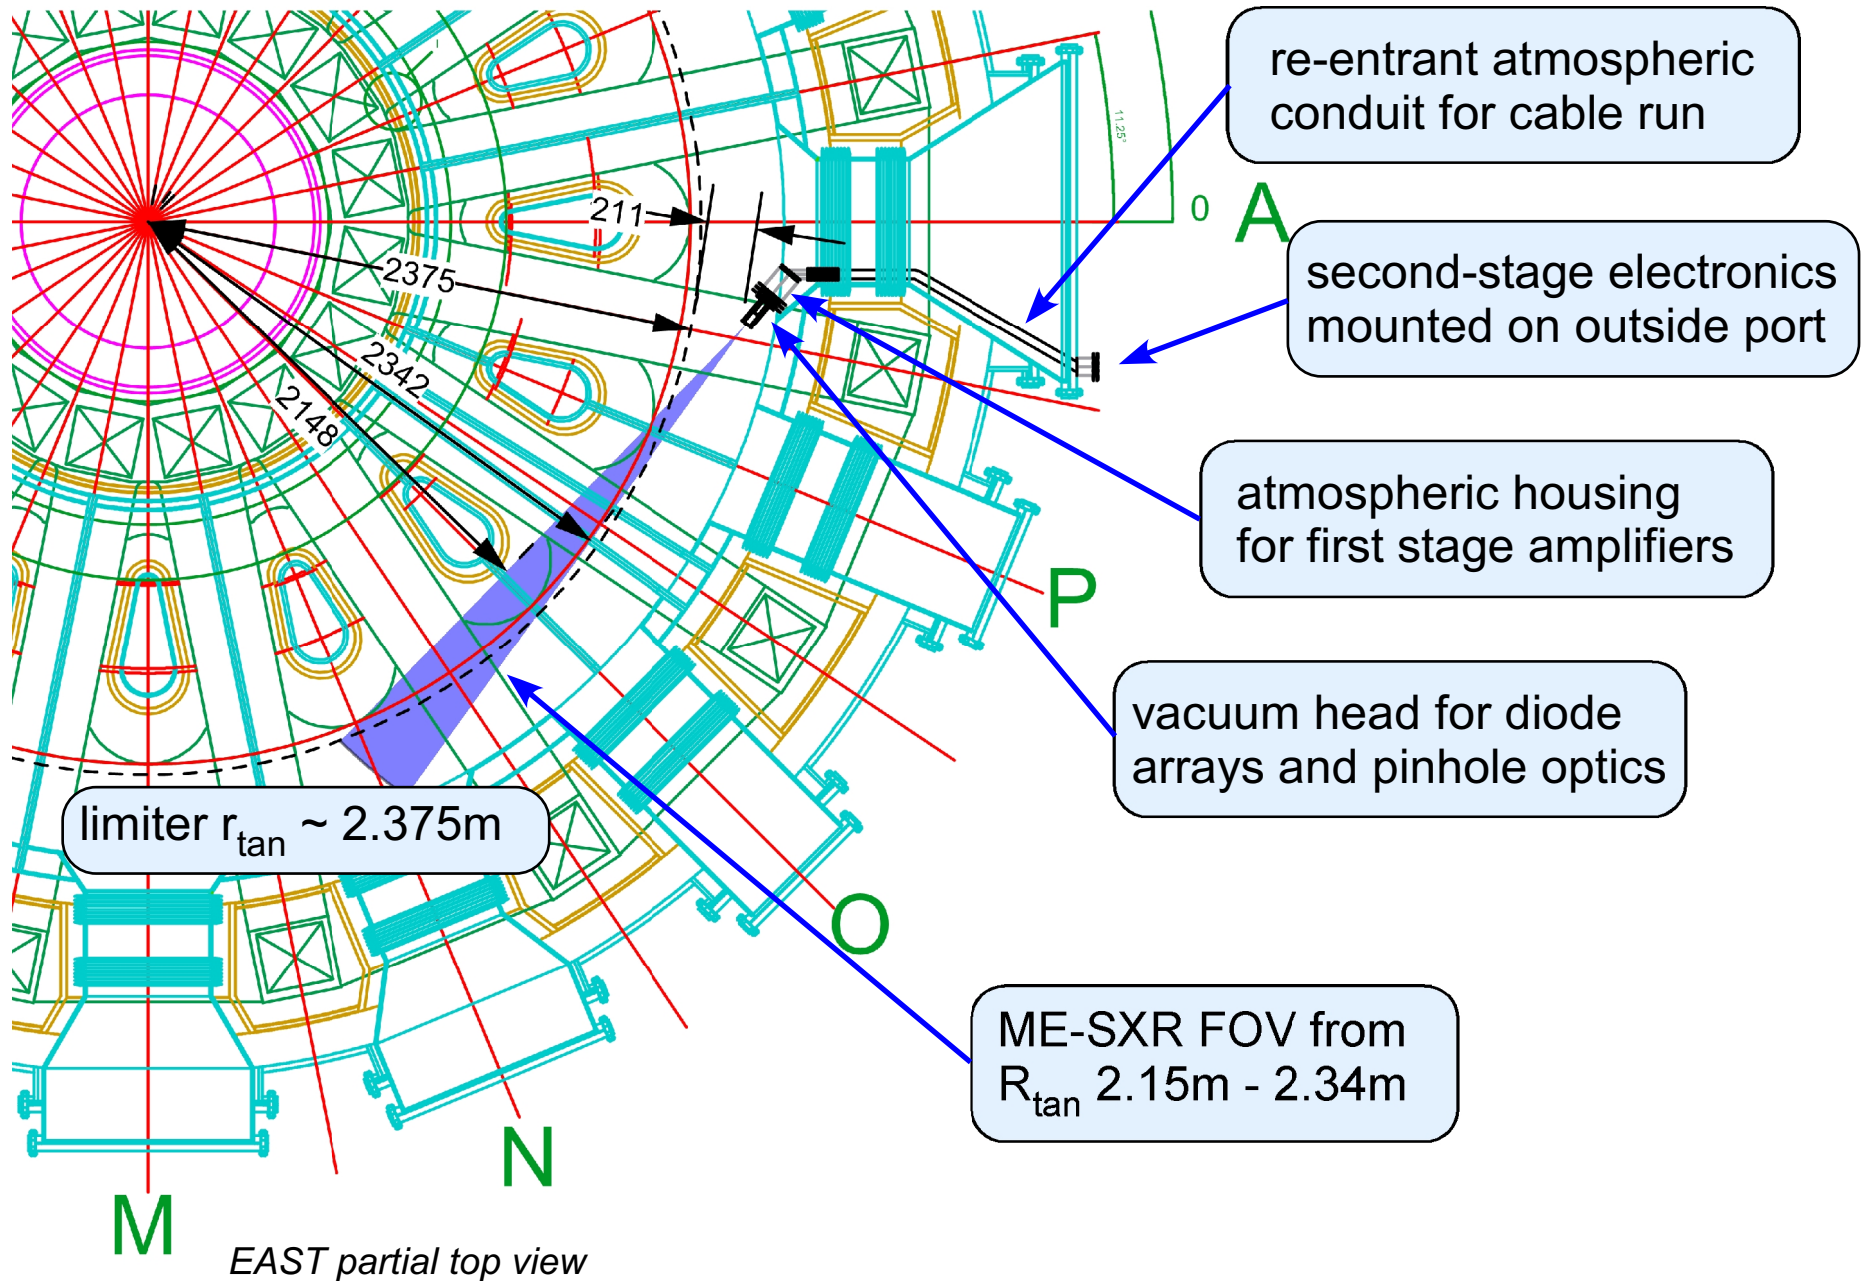 re-entrant atmospheric
conduit for cable run
11.25°
0 A
211
second-stage electronics
mounted on outside port
2375
2342
2148
atmospheric housing
for first stage amplifiers
P
vacuum head for diode
arrays and pinhole optics
limiter rtan ~ 2.375m
O
ME-SXR FOV from
Rtan 2.15m - 2.34m
N
M
EAST partial top view